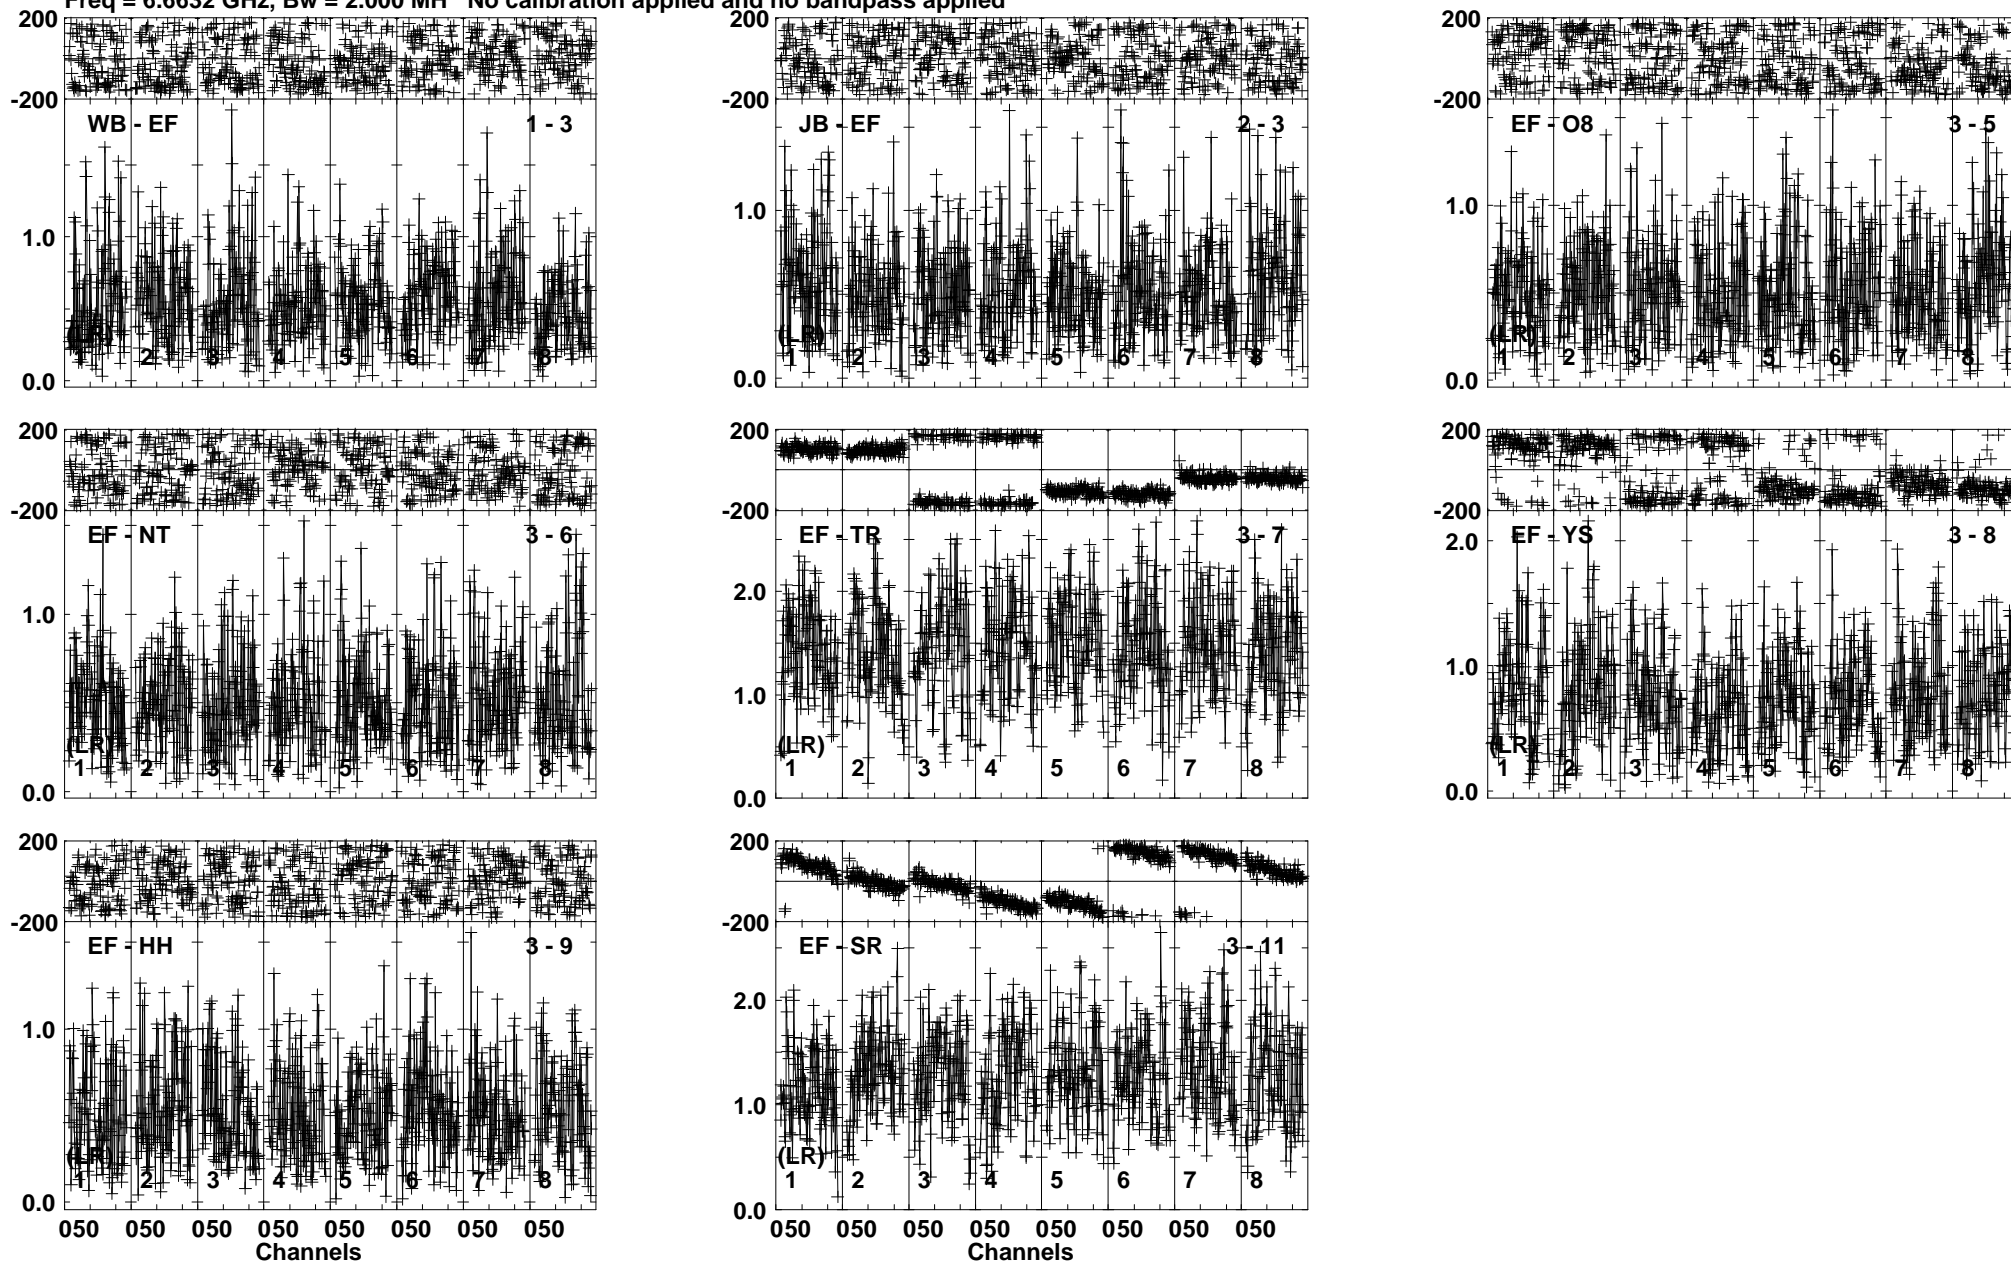 Freq = 6.6632 GHz, Bw = 2.000 MH No calibration applied and no bandpass applied
200
-200
WB - EF 1 - 3
1.0
(LR)
1 2 3 4 5 6 7 8
0.0
200
-200
JB - EF 2 - 3
1.0
(LR)
1 2 3 4 5 6 7 8
0.0
200
-200
EF - O8 3 - 5
1.0
(LR)
1 2 3 4 5 6 7 8
0.0
200
-200
EF - NT 3 - 6
1.0
(LR)
1 2 3 4 5 6 7 8
0.0
200
-200
EF - TR 3 - 7
2.0
1.0
(LR)
1 2 3 4 5 6 7 8
0.0
200
-200
EF - YS 3 - 8
2.0
1.0
(LR)
1 2 3 4 5 6 7 8
0.0
200
-200
EF - HH 3 - 9
1.0
(LR)
1 2 3 4 5 6 7 8
0.0
050 050 050 050 050 050 050 050
Channels
200
-200
EF - SR 3 - 11
2.0
1.0
(LR)
1 2 3 4 5 6 7 8
0.0
050 050 050 050 050 050 050 050
Channels